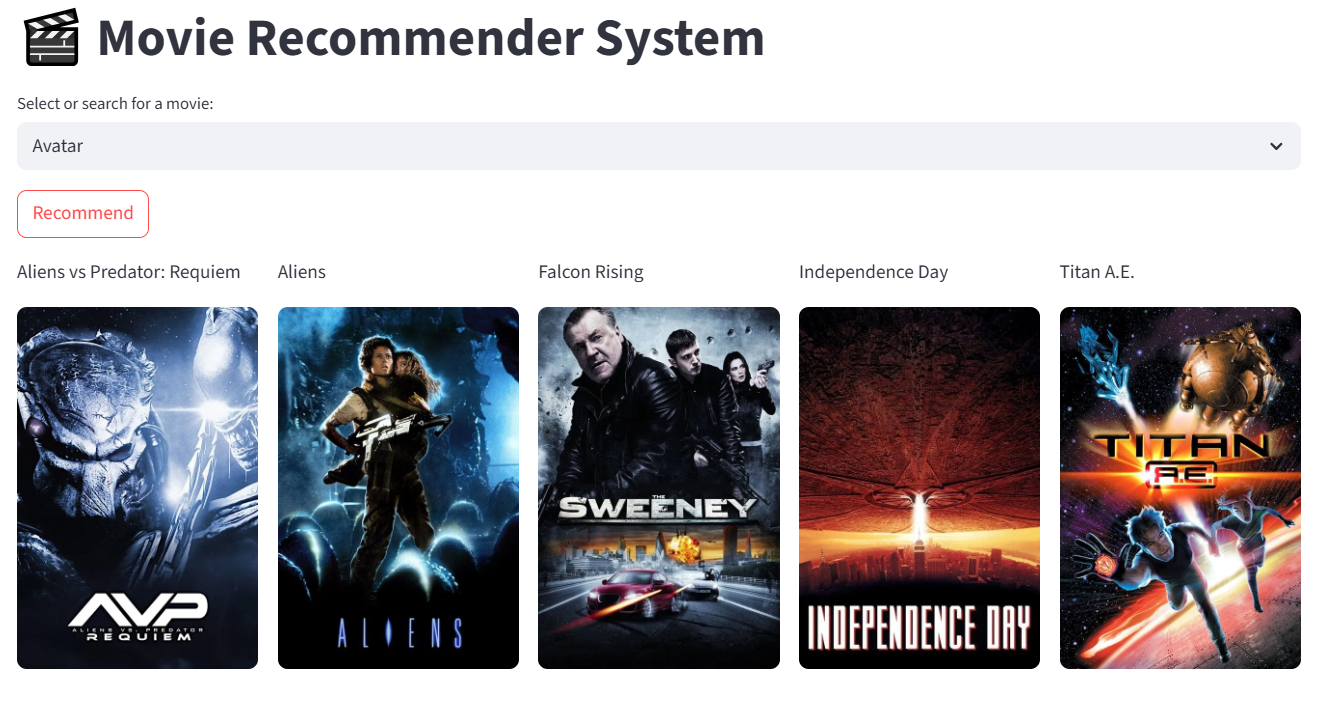 Movie Recommender System
Select or search for a movie:
Avatar
Recommend
Aliens vs Predator: Requiem
Aliens
Falcon Rising
Independence Day
Titan A.E.
AVP
ALIENS VS. PREDATOR
REQUIEM
ALIENS
THE
SWEENEY
INDEPENDENCE DAY
TITAN
A.E.